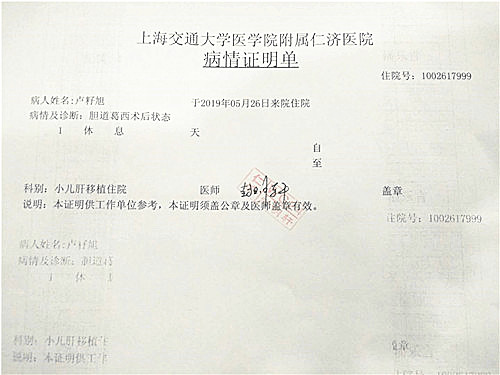 上海交通大学医学院附属仁济医院
病情证明单
住院号：1002617999
病人姓名:卢籽旭 于2019年05月26日来院住院
病情及诊断：胆道葛西术后状态
1 休 息 天
自
至
科别：小儿肝移植住院 医师 盖章
说明：本证明供工作单位参考，本证明须盖公章及医师盖章有效。
住院号：1002617999
病人姓名:卢籽旭
病情及诊断：胆道葛
1 休
科别：小儿肝移植
盖章
说明：本证明供工作
1002617999